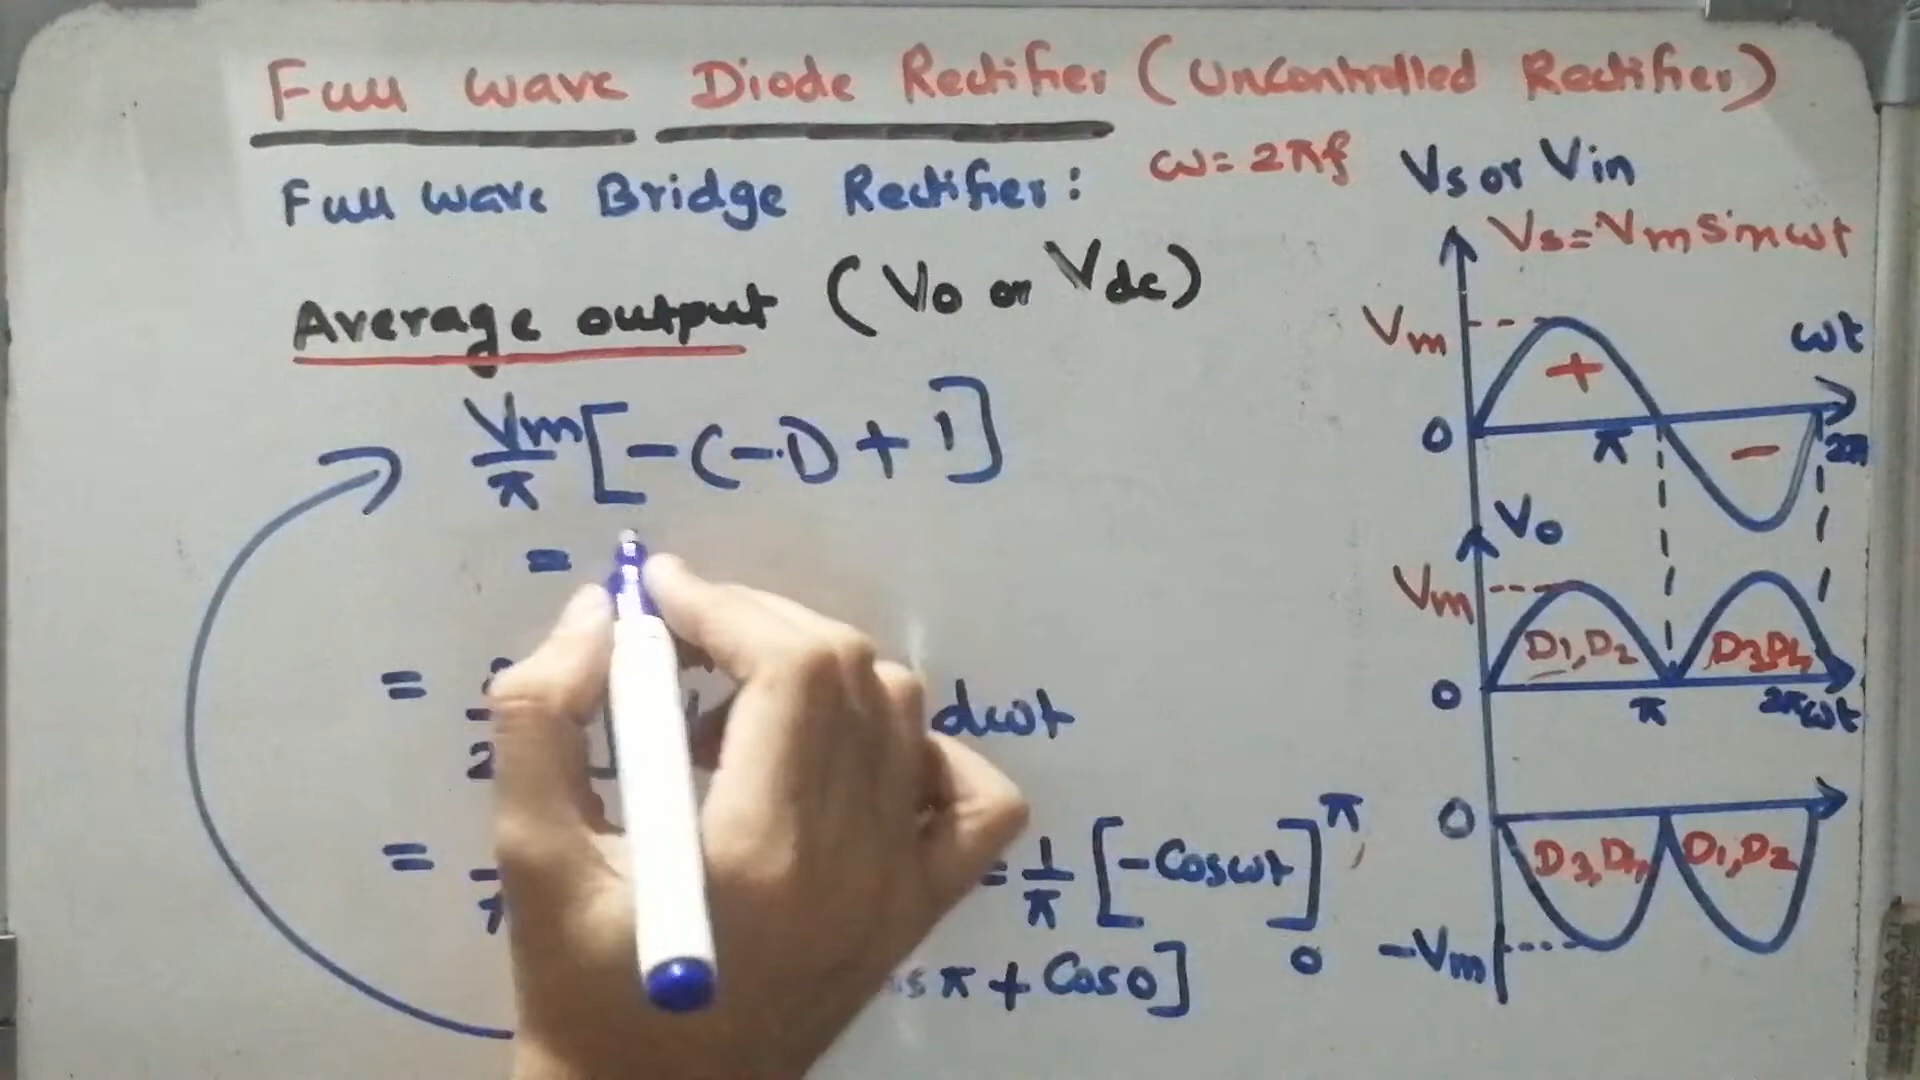 Full wave Diode Rectifier (Uncontrolled Rectifier)
Full wave Bridge Rectifier:
ω=2πf
Average output (Vo or Vdc)
Vm/π [-(-1)+1]
=
= 2
dωt
=
= 1/π [-Cosωt]
π
0
π + Cos0]
Vs or Vin
Vs=Vm sinωt
Vm
+
ωt
0
π
-
2π
Vo
Vm
D1,D2
D3,D4
0
π
2π
ωt
0
D3,D4
D1,D2
-Vm